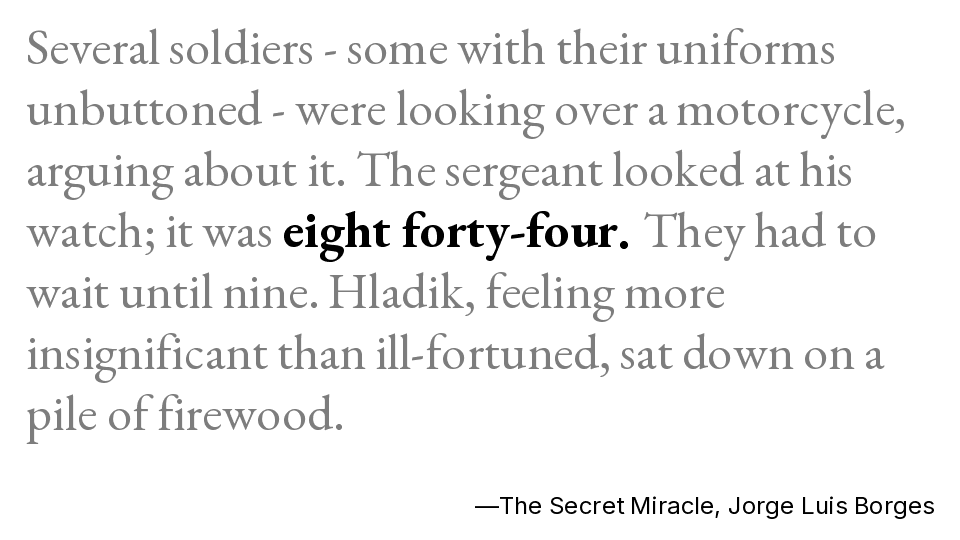 Several soldiers - some with their uniforms
unbuttoned - were looking over a motorcycle,
arguing about it. The sergeant looked at his
watch; it was eight forty-four. They had to
wait until nine. Hladik, feeling more
insignificant than ill-fortuned, sat down on a
pile of firewood.
—The Secret Miracle, Jorge Luis Borges